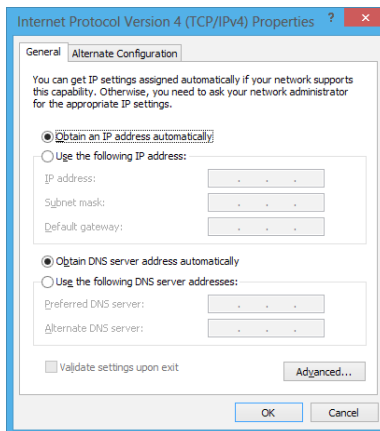 Internet Protocol Version 4 (TCP/IPv4) Properties ? ×
General Alternate Configuration
You can get IP settings assigned automatically if your network supports
this capability. Otherwise, you need to ask your network administrator
for the appropriate IP settings.
Obtain an IP address automatically
Use the following IP address:
IP address:
Subnet mask:
Default gateway:
Obtain DNS server address automatically
Use the following DNS server addresses:
Preferred DNS server:
Alternate DNS server:
Validate settings upon exit
Advanced...
OK Cancel